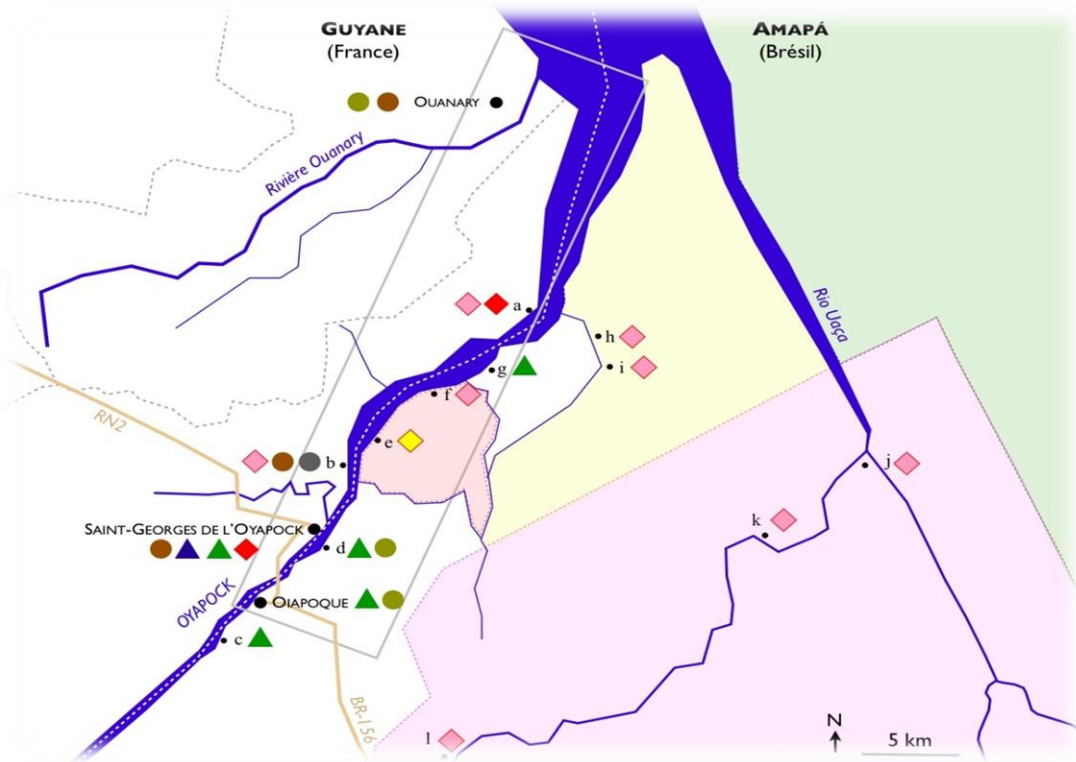 GUYANE
(France)
AMAPÁ
(Brésil)
OUANARY
Rivière Ouanary
Rio Uaça
a
h
i
g
f
e
RN2
b
j
k
SAINT-GEORGES DE L'OYAPOCK
d
OYAPOCK
OIAPOQUE
c
BR-156
l
N
5 km